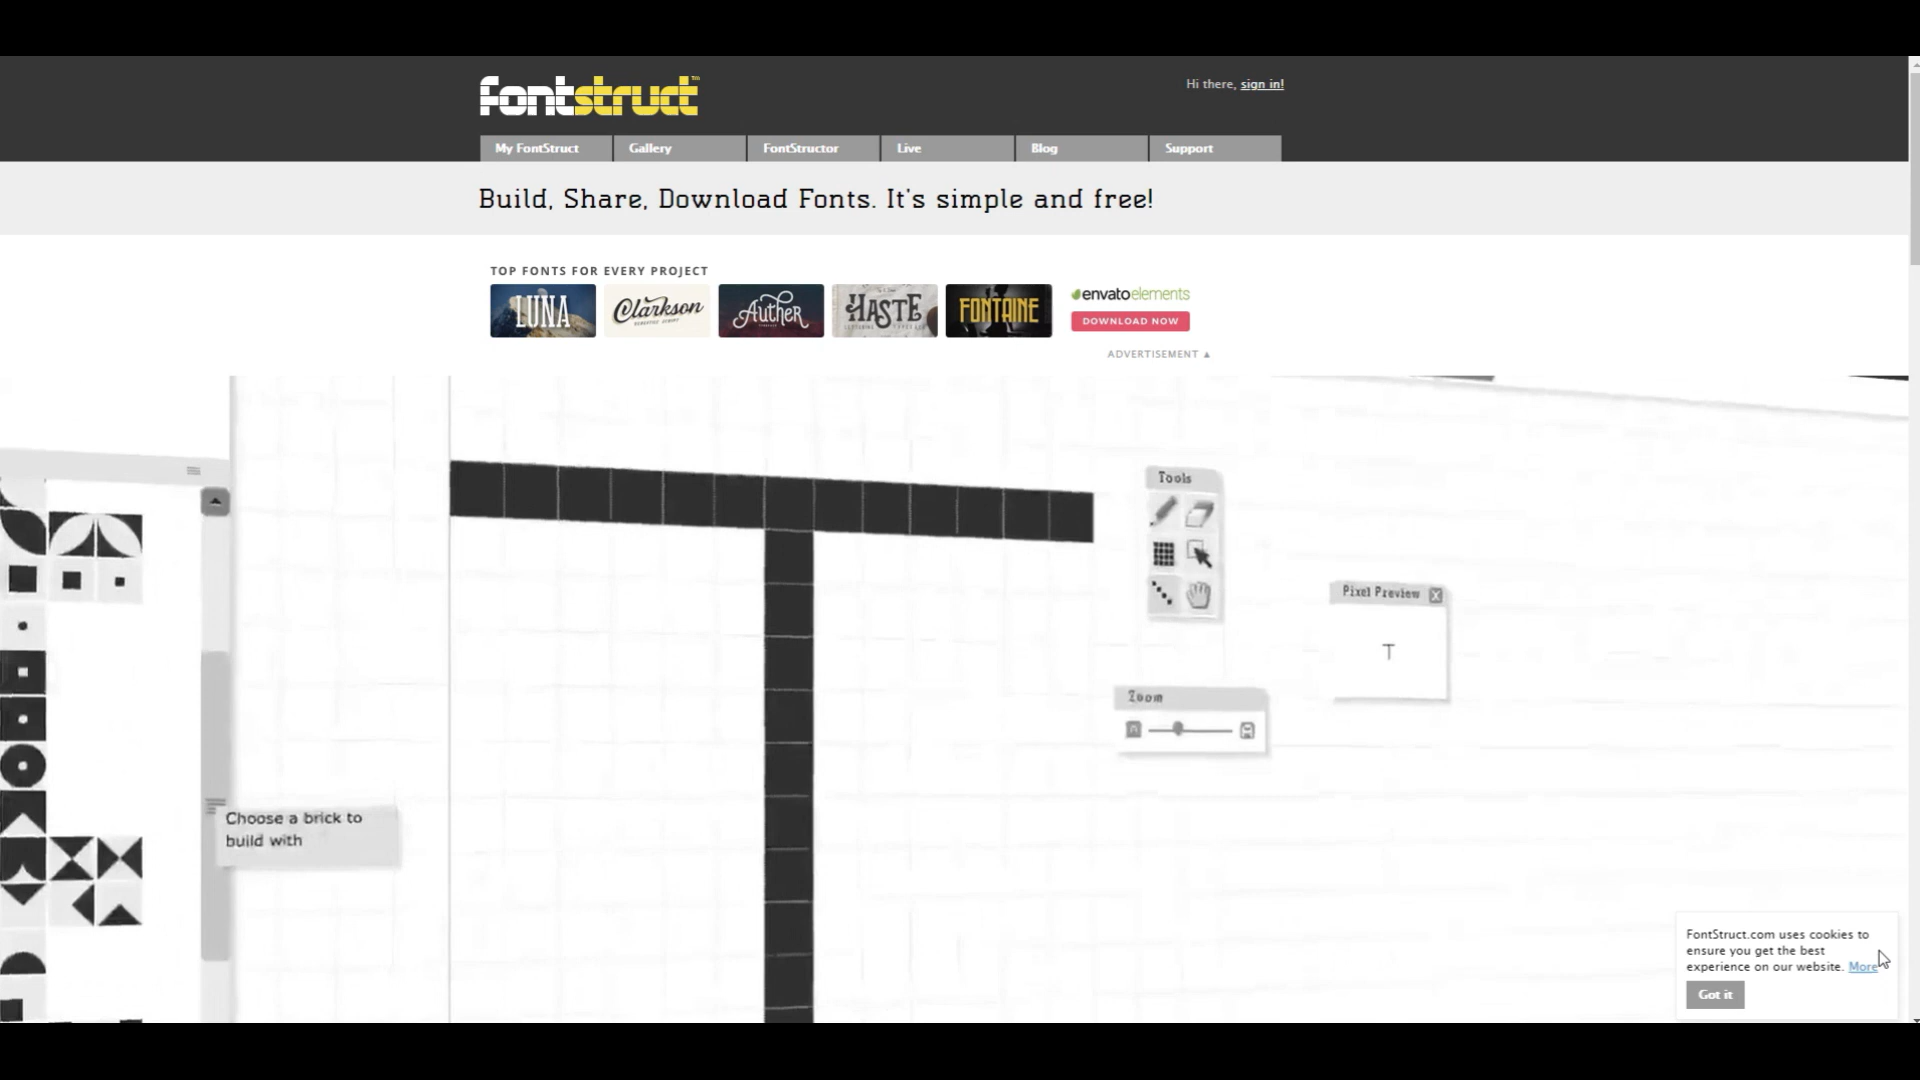 fontstruct™
Hi there, sign in!
My FontStruct
Gallery
FontStructor
Live
Blog
Support
Build, Share, Download Fonts. It's simple and free!
TOP FONTS FOR EVERY PROJECT
LUNA
Clarkson
Auther
HASTE
FONTAINE
envatoelements
DOWNLOAD NOW
ADVERTISEMENT ▲
Tools
Pixel Preview
T
Zoom
Choose a brick to
build with
FontStruct.com uses cookies to
ensure you get the best
experience on our website. More
Got it